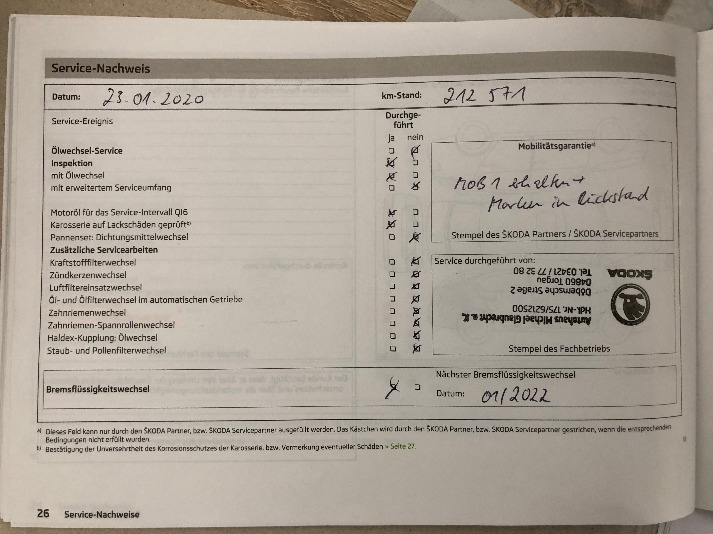 Service-Nachweis
Datum: 23.01.2020 km-Stand: 212 571
Service-Ereignis Durchge-
führt
ja nein
Ölwechsel-Service
Inspektion
mit Ölwechsel
mit erweitertem Serviceumfang
Motoröl für das Service-Intervall QI6
Karosserie auf Lackschäden geprüft b)
Pannenset: Dichtungsmittelwechsel
Zusätzliche Servicearbeiten
Kraftstofffilterwechsel
Zündkerzenwechsel
Luftfiltereinsatzwechsel
Öl- und Ölfilterwechsel im automatischen Getriebe
Zahnriemenwechsel
Zahnriemen-Spannrollenwechsel
Haldex-Kupplung: Ölwechsel
Staub- und Pollenfilterwechsel
Mobilitätsgarantie a)
MOB 1 erhalten
Marken in Rückstand
Stempel des ŠKODA Partners / ŠKODA Servicepartners
Service durchgeführt von:
Autohaus Michael Glaubrecht e. K.
Hdl.-Nr. 175/6212500
Döbernsche Straße 2
04860 Torgau
Tel. 03421 / 77 32 80
ŠKODA
Stempel des Fachbetriebs
Bremsflüssigkeitswechsel
Nächster Bremsflüssigkeitswechsel
Datum: 01/2022
a) Dieses Feld kann nur durch den ŠKODA Partner, bzw. ŠKODA Servicepartner ausgefüllt werden. Das Kästchen wird durch den ŠKODA Partner, bzw. ŠKODA Servicepartner gestrichen, wenn die entsprechenden
Bedingungen nicht erfüllt wurden.
b) Bestätigung der Unversehrtheit des Korrosionsschutzes der Karosserie, bzw. Vermerkung eventueller Schäden » Seite 27.
26 Service-Nachweise